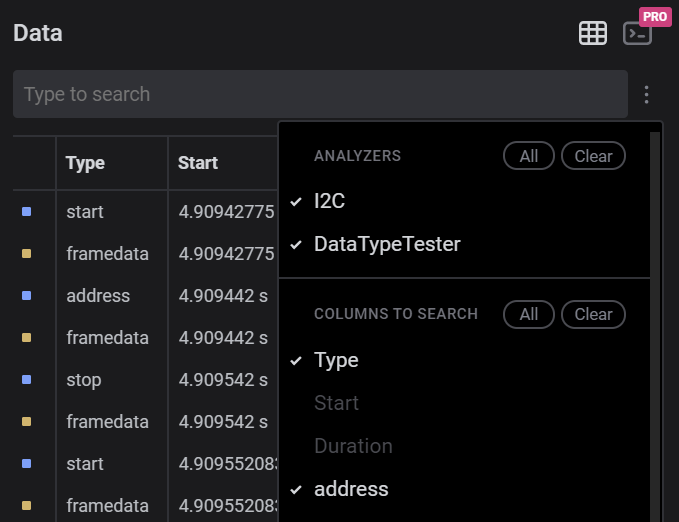 Data
PRO
Type to search
Type Start
start 4.90942775
framedata 4.90942775
address 4.909442 s
framedata 4.909442 s
stop 4.909542 s
framedata 4.909542 s
start 4.909552083
framedata 4.909552083
ANALYZERS All Clear
I2C
DataTypeTester
COLUMNS TO SEARCH All Clear
Type
Start
Duration
address